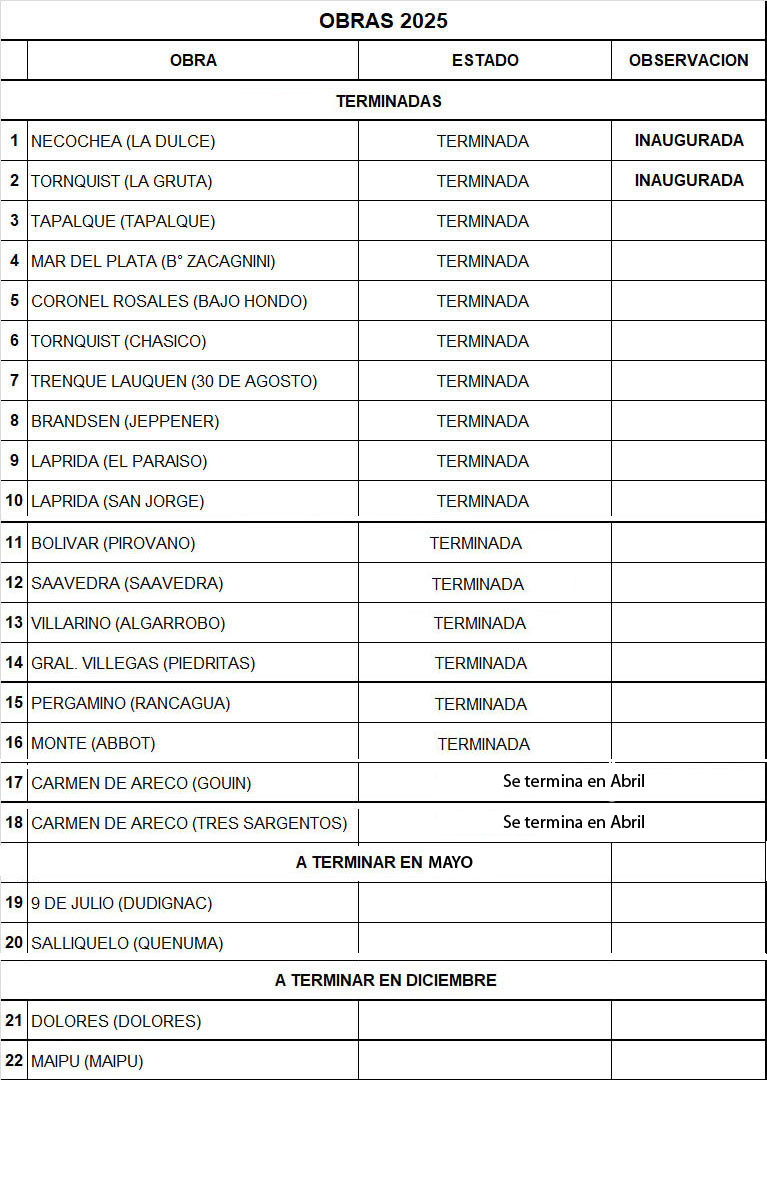 OBRAS 2025
OBRA ESTADO OBSERVACION
TERMINADAS
1 NECOCHEA (LA DULCE) TERMINADA INAUGURADA
2 TORNQUIST (LA GRUTA) TERMINADA INAUGURADA
3 TAPALQUE (TAPALQUE) TERMINADA
4 MAR DEL PLATA (B° ZACAGNINI) TERMINADA
5 CORONEL ROSALES (BAJO HONDO) TERMINADA
6 TORNQUIST (CHASICO) TERMINADA
7 TRENQUE LAUQUEN (30 DE AGOSTO) TERMINADA
8 BRANDSEN (JEPPENER) TERMINADA
9 LAPRIDA (EL PARAISO) TERMINADA
10 LAPRIDA (SAN JORGE) TERMINADA
11 BOLIVAR (PIROVANO) TERMINADA
12 SAAVEDRA (SAAVEDRA) TERMINADA
13 VILLARINO (ALGARROBO) TERMINADA
14 GRAL. VILLEGAS (PIEDRITAS) TERMINADA
15 PERGAMINO (RANCAGUA) TERMINADA
16 MONTE (ABBOT) TERMINADA
17 CARMEN DE ARECO (GOUIN) Se termina en Abril
18 CARMEN DE ARECO (TRES SARGENTOS) Se termina en Abril
A TERMINAR EN MAYO
19 9 DE JULIO (DUDIGNAC)
20 SALLIQUELO (QUENUMA)
A TERMINAR EN DICIEMBRE
21 DOLORES (DOLORES)
22 MAIPU (MAIPU)